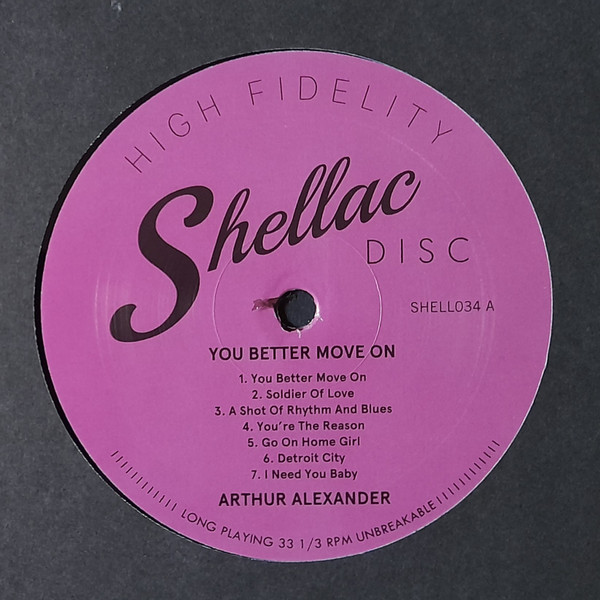 HIGH FIDELITY
Shellac
DISC
SHELL034 A
YOU BETTER MOVE ON
1. You Better Move On
2. Soldier Of Love
3. A Shot Of Rhythm And Blues
4. You're The Reason
5. Go On Home Girl
6. Detroit City
7. I Need You Baby
ARTHUR ALEXANDER
LONG PLAYING 33 1/3 RPM UNBREAKABLE